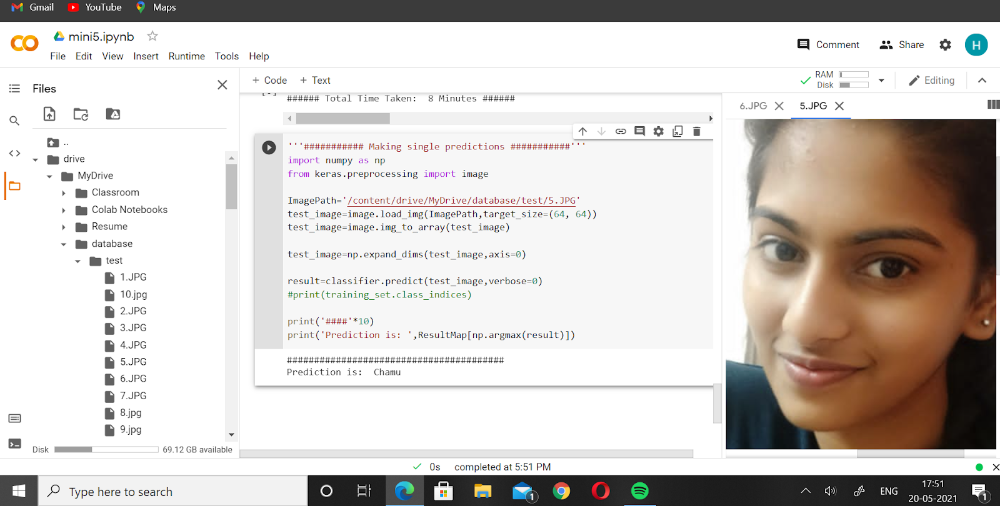 Gmail YouTube Maps
mini5.ipynb
File Edit View Insert Runtime Tools Help
Comment Share H
Files
+ Code + Text
RAM
Disk
Editing
6.JPG 5.JPG
..
drive
MyDrive
Classroom
Colab Notebooks
Resume
database
test
1.JPG
10.jpg
2.JPG
3.JPG
4.JPG
5.JPG
6.JPG
7.JPG
8.jpg
9.jpg
Disk 69.12 GB available
###### Total Time Taken:  8 Minutes ######
'''########### Making single predictions ###########'''
import numpy as np
from keras.preprocessing import image
ImagePath='/content/drive/MyDrive/database/test/5.JPG'
test_image=image.load_img(ImagePath,target_size=(64, 64))
test_image=image.img_to_array(test_image)
test_image=np.expand_dims(test_image,axis=0)
result=classifier.predict(test_image,verbose=0)
#print(training_set.class_indices)
print('####'*10)
print('Prediction is: ',ResultMap[np.argmax(result)])
########################################
Prediction is:  Chamu
0s completed at 5:51 PM
Type here to search
1
ENG
17:51
20-05-2021
1